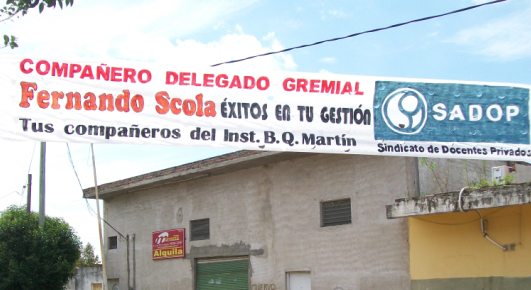 COMPAÑERO DELEGADO GREMIAL
Fernando Scola ÉXITOS EN TU GESTIÓN
Tus compañeros del Inst. B.Q. Martín
SADOP
Sindicato de Docentes Privados
Alquila